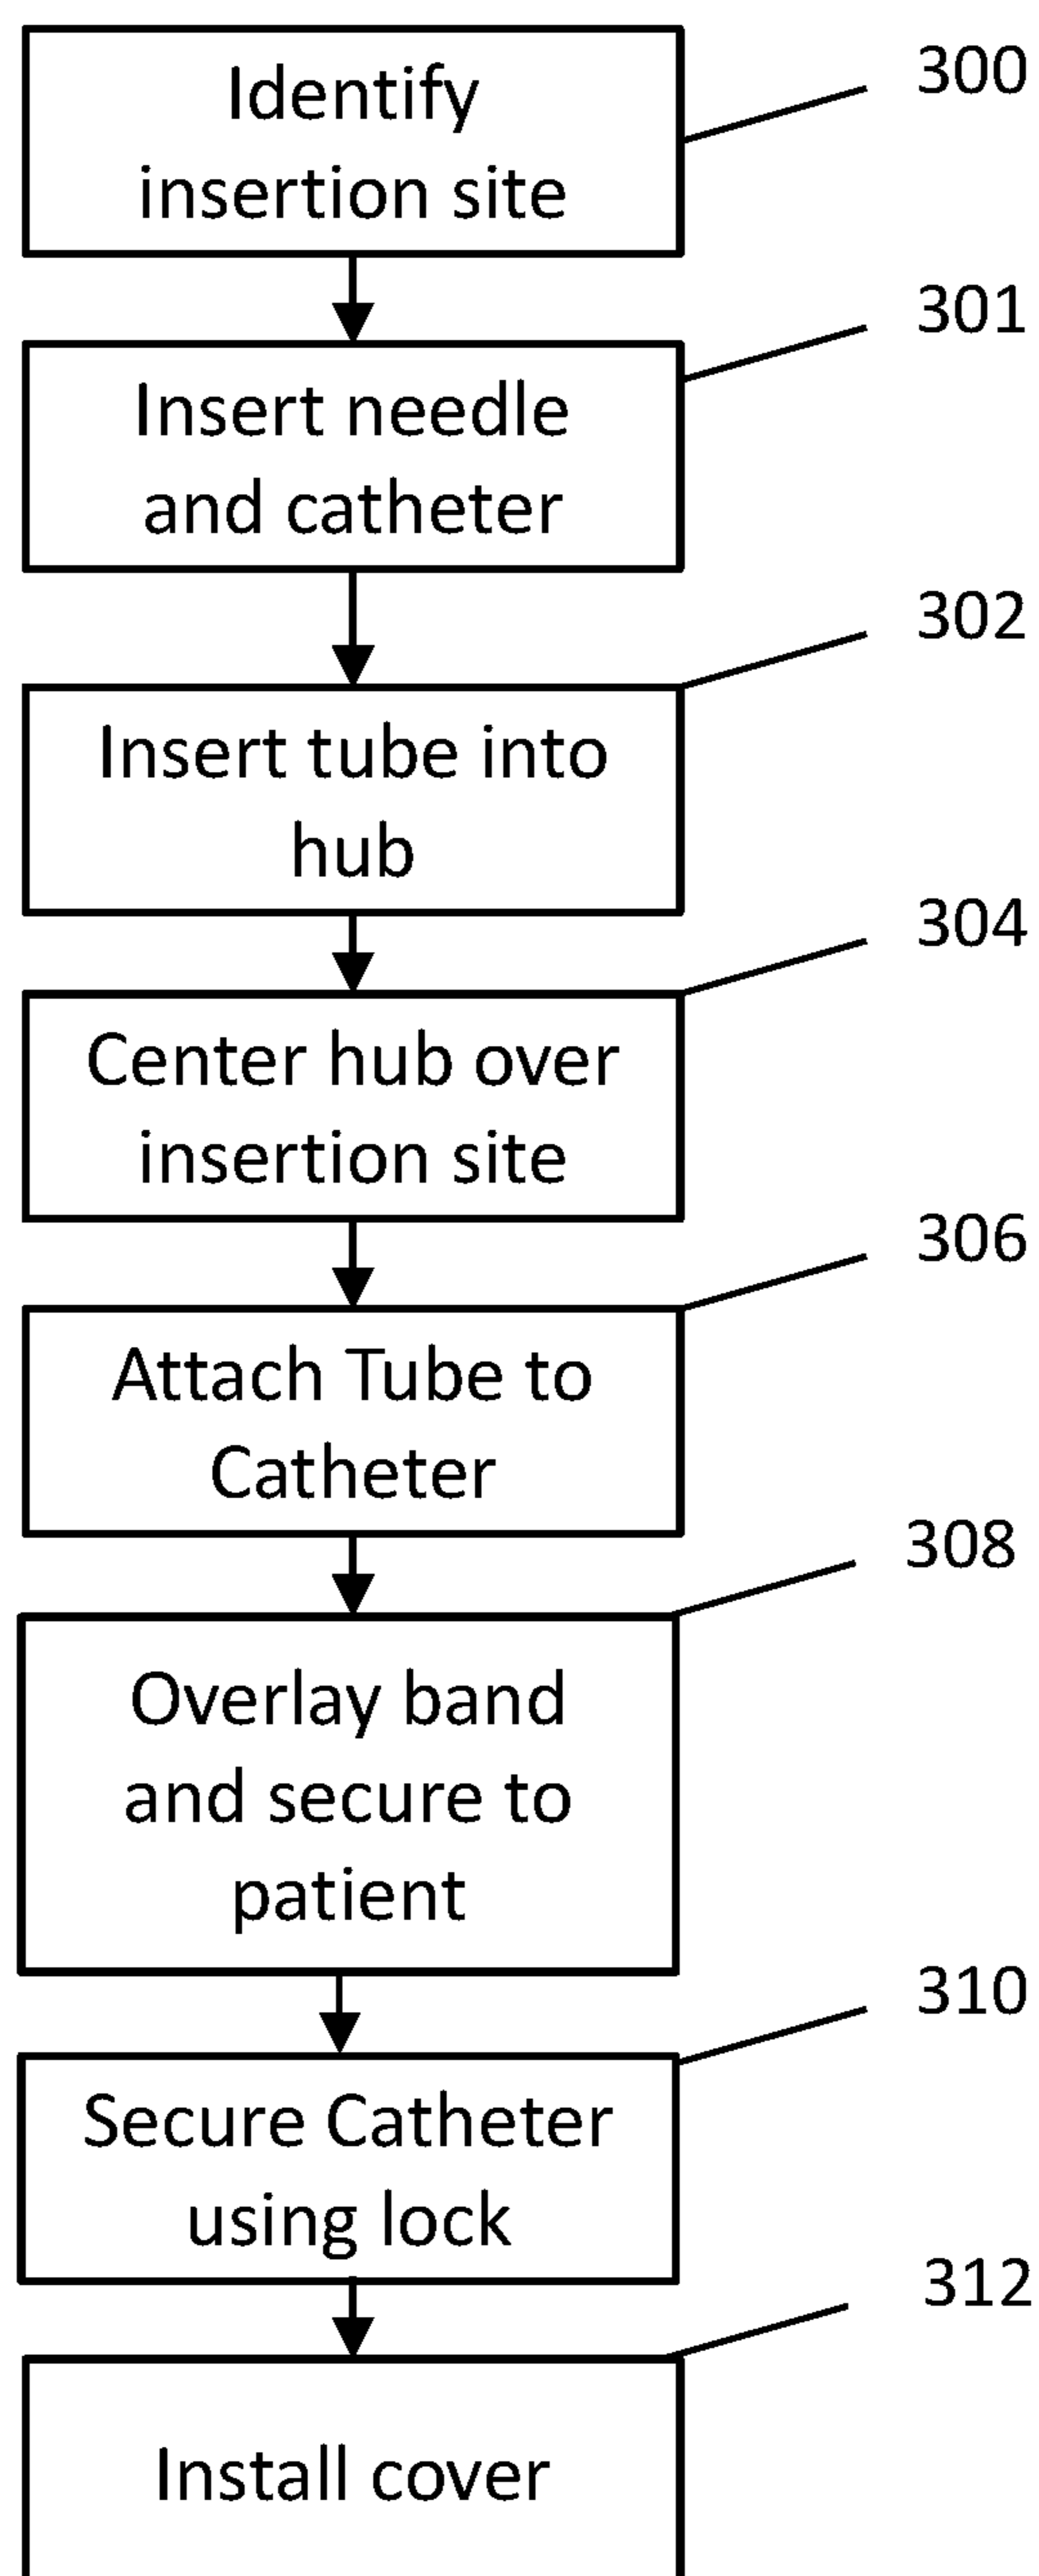 Identify
insertion site
300
Insert needle
and catheter
301
Insert tube into
hub
302
Center hub over
insertion site
304
Attach Tube to
Catheter
306
Overlay band
and secure to
patient
308
Secure Catheter
using lock
310
Install cover
312